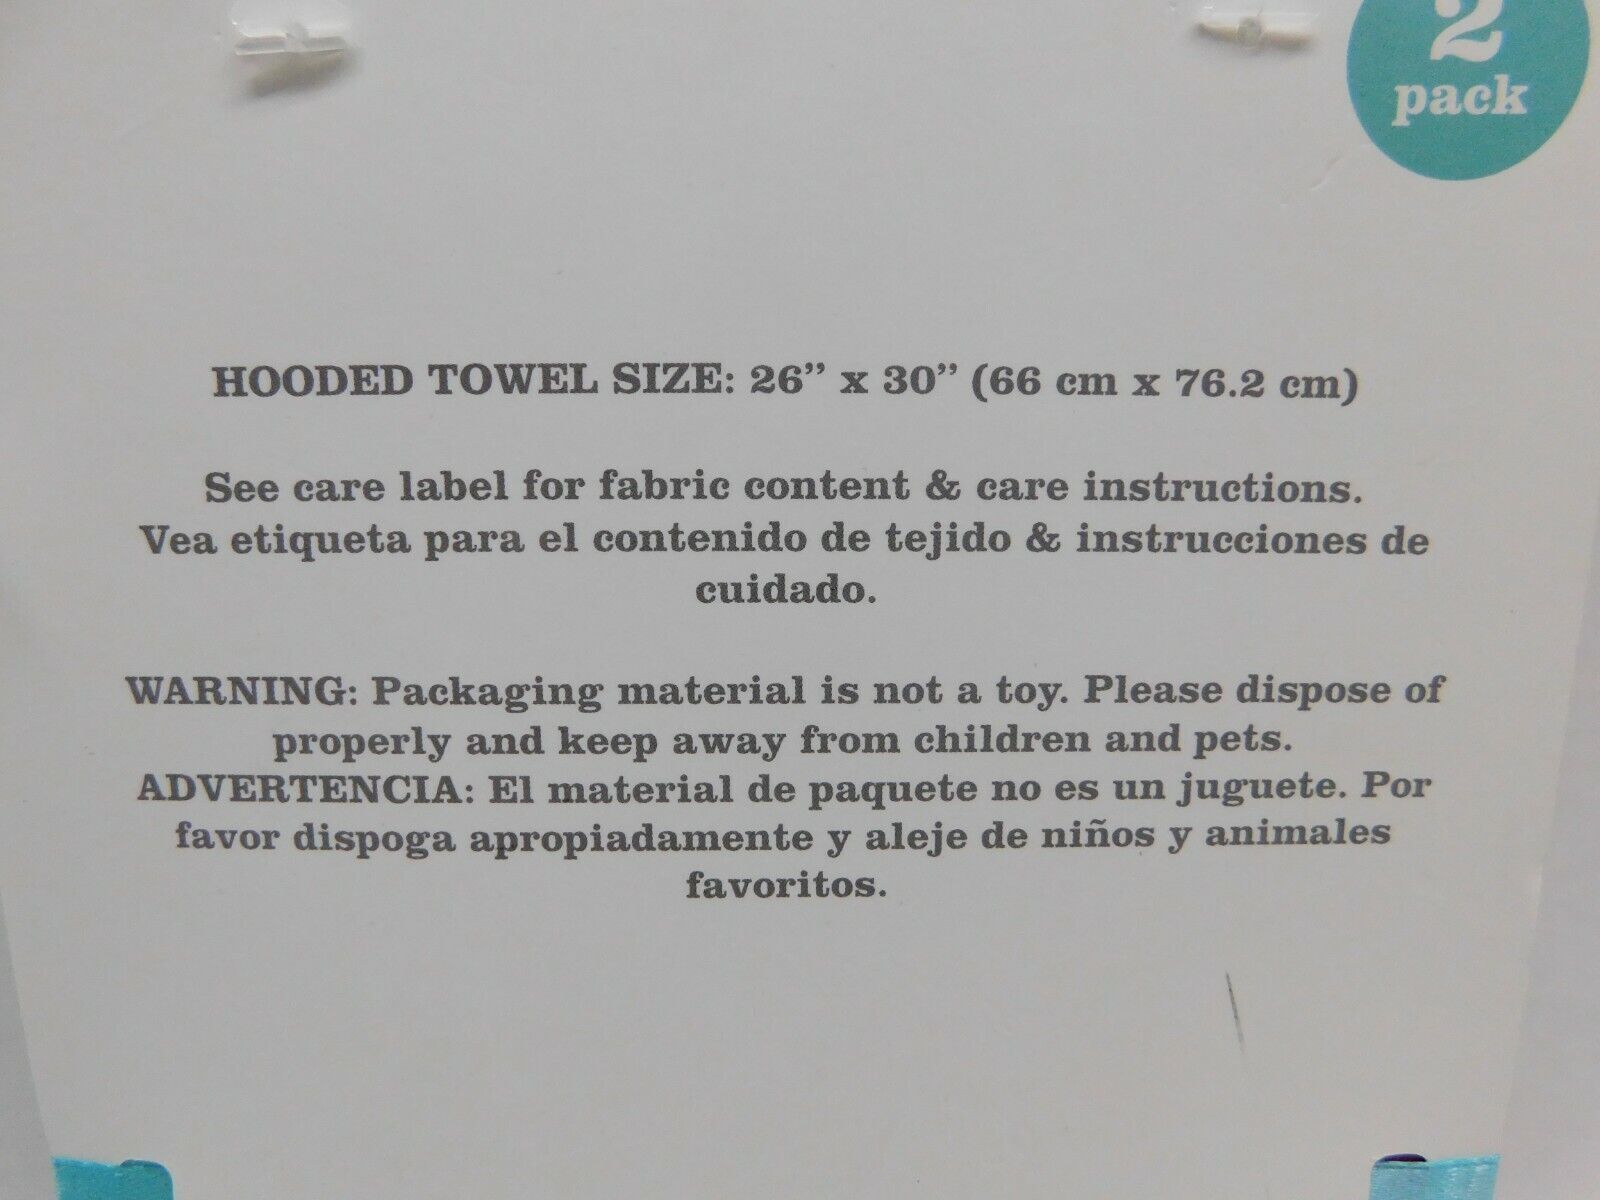 2
pack
HOODED TOWEL SIZE: 26” x 30” (66 cm x 76.2 cm)
See care label for fabric content & care instructions.
Vea etiqueta para el contenido de tejido & instrucciones de
cuidado.
WARNING: Packaging material is not a toy. Please dispose of
properly and keep away from children and pets.
ADVERTENCIA: El material de paquete no es un juguete. Por
favor dispoga apropiadamente y aleje de niños y animales
favoritos.